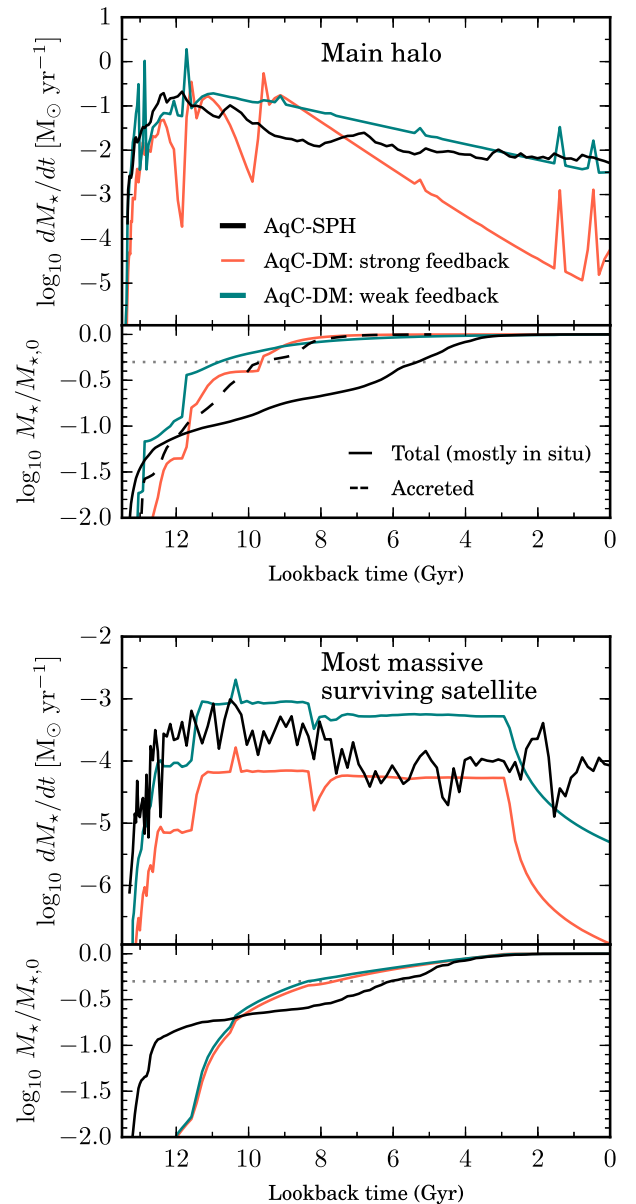 Main halo
log₁₀ dM⋆/dt [M⊙ yr⁻¹]
1
0
−1
−2
−3
−4
−5
AqC-SPH
AqC-DM: strong feedback
AqC-DM: weak feedback
log₁₀ M⋆/M⋆,₀
0.0
−0.5
−1.0
−1.5
−2.0
Total (mostly in situ)
Accreted
12 10 8 6 4 2 0
Lookback time (Gyr)
Most massive
surviving satellite
log₁₀ dM⋆/dt [M⊙ yr⁻¹]
−2
−3
−4
−5
−6
log₁₀ M⋆/M⋆,₀
0.0
−0.5
−1.0
−1.5
−2.0
12 10 8 6 4 2 0
Lookback time (Gyr)